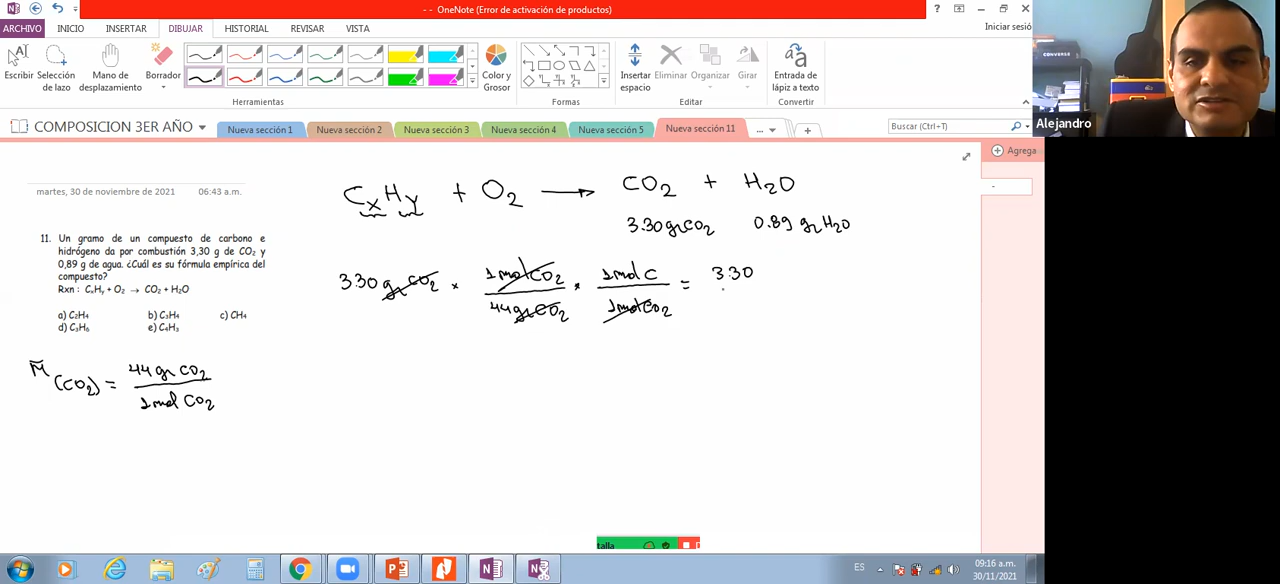 - - OneNote (Error de activación de productos)
ARCHIVO INICIO INSERTAR DIBUJAR HISTORIAL REVISAR VISTA
Iniciar sesió
Escribir Selección de lazo Mano de desplazamiento Borrador Color y Grosor Insertar espacio Eliminar Organizar Girar Entrada de lápiz a texto
Herramientas Formas Editar Convertir
COMPOSICION 3ER AÑO Nueva sección 1 Nueva sección 2 Nueva sección 3 Nueva sección 4 Nueva sección 5 Nueva sección 11 ... Buscar (Ctrl+T)
CONVERSE
Alejandro
Agrega
martes, 30 de noviembre de 2021 06:43 a.m.
CxHy + O2 → CO2 + H2O
3.30 gr CO2 0.89 gr H2O
11. Un gramo de un compuesto de carbono e
hidrógeno da por combustión 3,30 g de CO2 y
0,89 g de agua. ¿Cuál es su fórmula empírica del
compuesto?
Rxn : CxHy + O2 → CO2 + H2O
a) C2H4 b) C3H4 c) CH4
d) C3H6 e) C4H3
3.30 gr CO2 * 1mol CO2 * 1mol C = 3.30
44 gr CO2 1mol CO2
M (CO2) = 44 gr CO2
1mol CO2
talla
ES 09:16 a.m.
30/11/2021